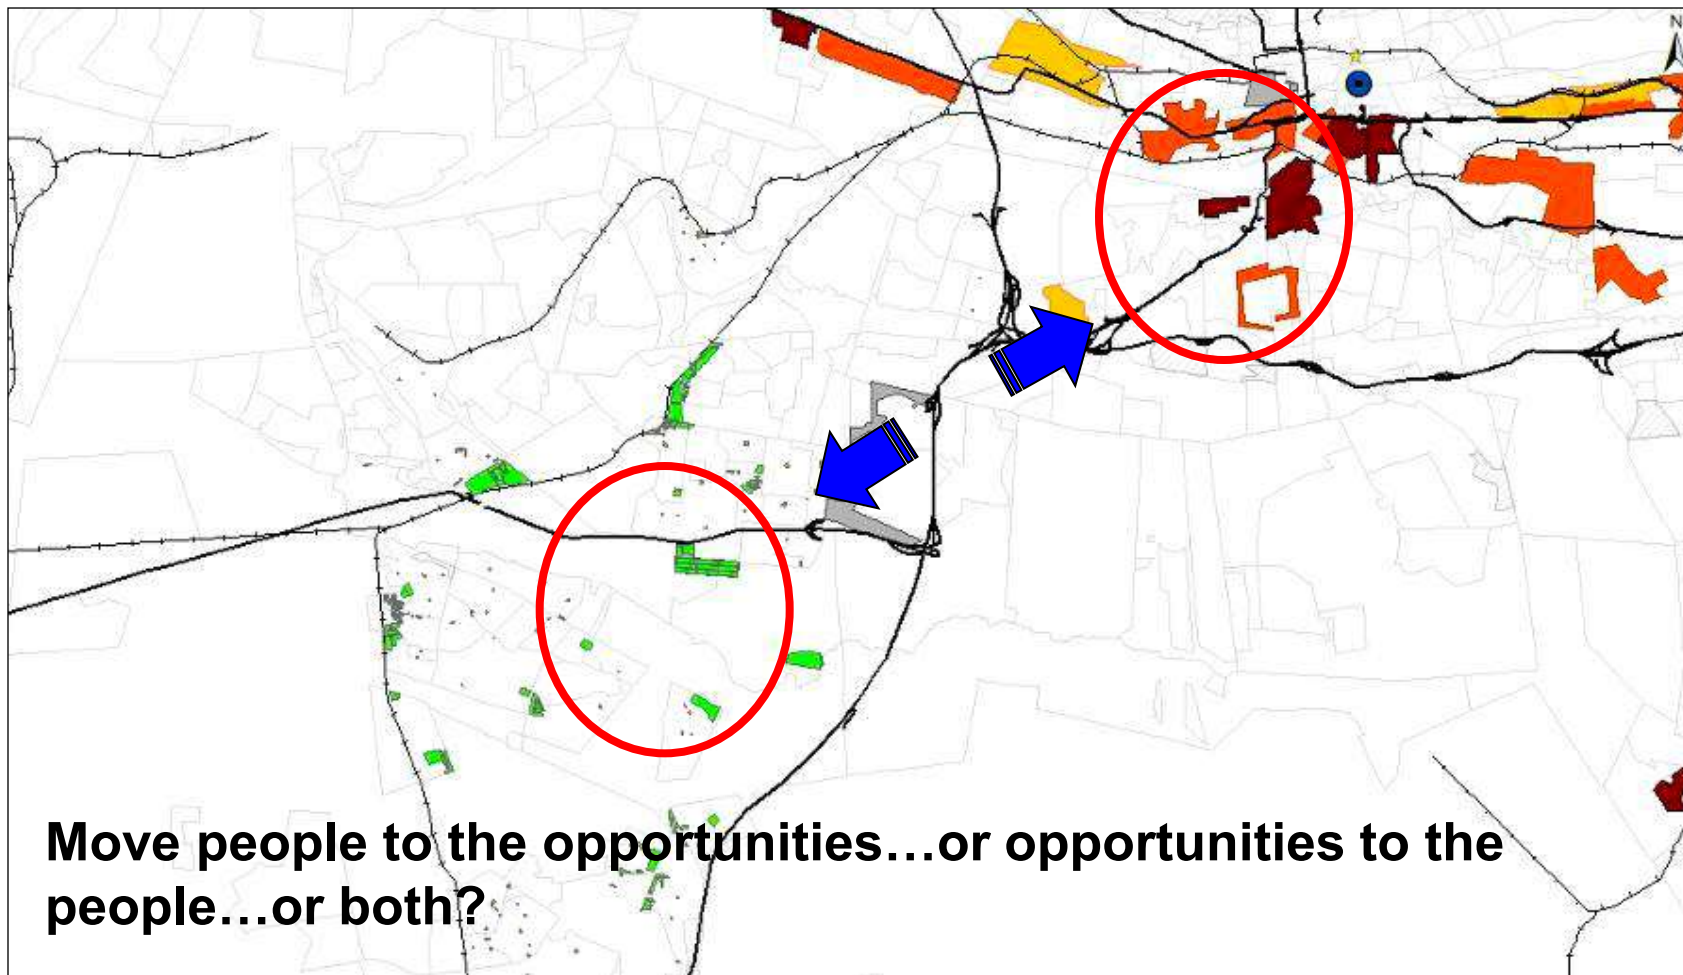 N
Move people to the opportunities…or opportunities to the
people…or both?